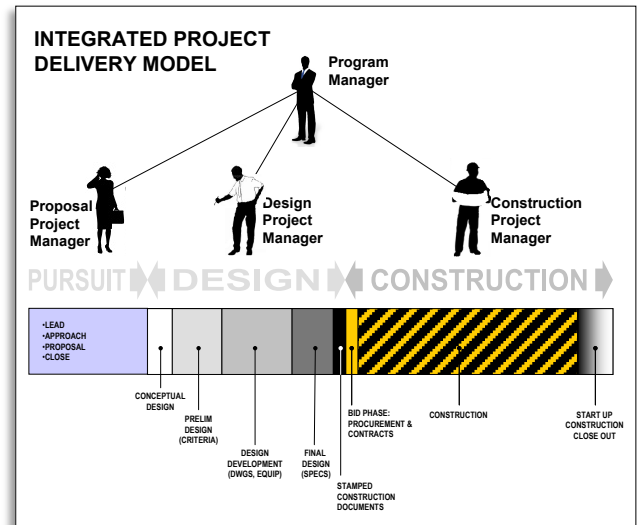 INTEGRATED PROJECT
DELIVERY MODEL
Program
Manager
Proposal
Project
Manager
Design
Project
Manager
Construction
Project
Manager
PURSUIT
DESIGN
CONSTRUCTION
•LEAD
•APPROACH
•PROPOSAL
•CLOSE
CONCEPTUAL
DESIGN
PRELIM
DESIGN
(CRITERIA)
DESIGN
DEVELOPMENT
(DWGS, EQUIP)
FINAL
DESIGN
(SPECS)
STAMPED
CONSTRUCTION
DOCUMENTS
BID PHASE:
PROCUREMENT &
CONTRACTS
CONSTRUCTION
START UP
CONSTRUCTION
CLOSE OUT